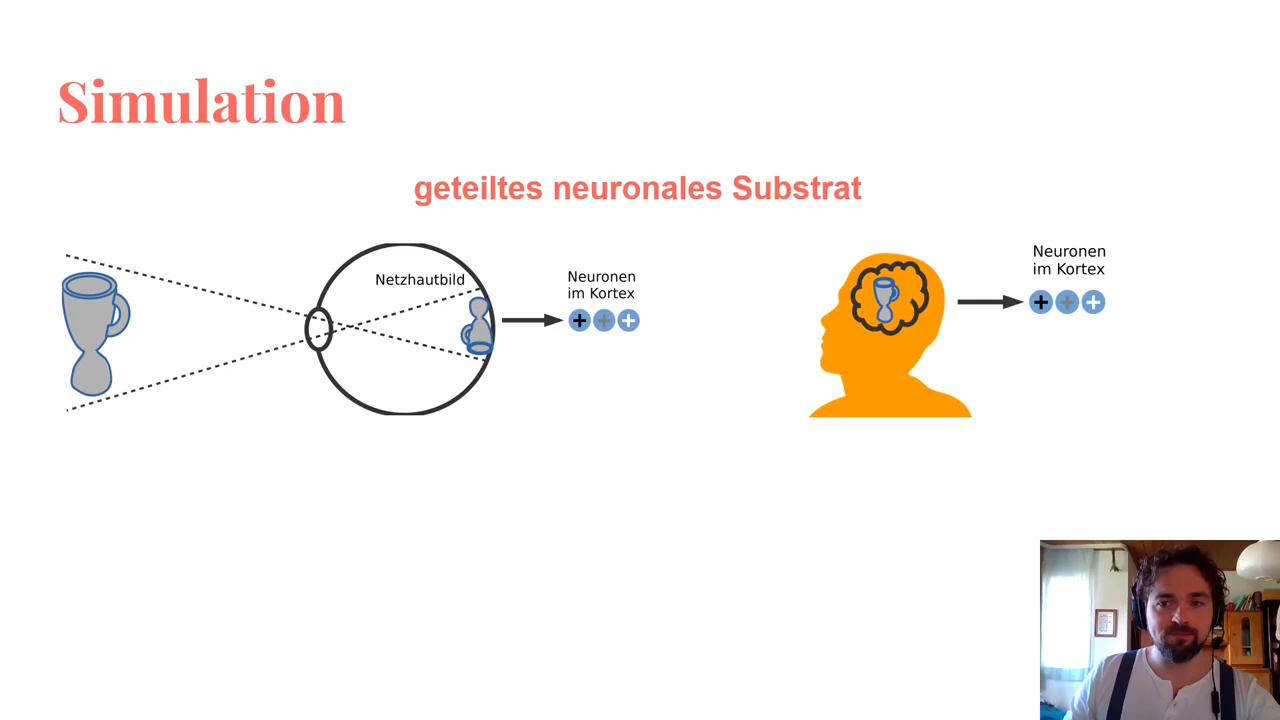 Simulation
geteiltes neuronales Substrat
Netzhautbild
Neuronen
im Kortex
Neuronen
im Kortex